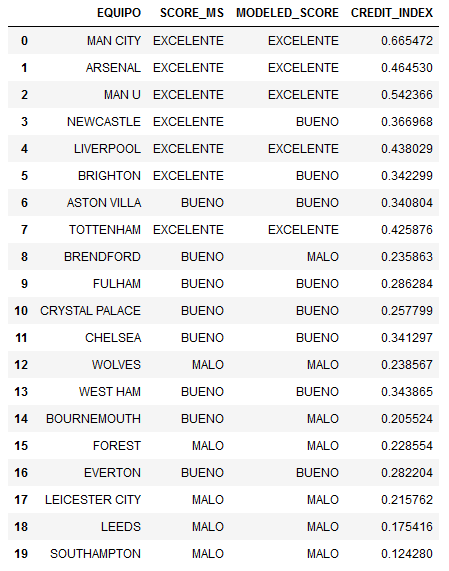 EQUIPO SCORE_MS MODELED_SCORE CREDIT_INDEX
0 MAN CITY EXCELENTE EXCELENTE 0.665472
1 ARSENAL EXCELENTE EXCELENTE 0.464530
2 MAN U EXCELENTE EXCELENTE 0.542366
3 NEWCASTLE EXCELENTE BUENO 0.366968
4 LIVERPOOL EXCELENTE EXCELENTE 0.438029
5 BRIGHTON EXCELENTE BUENO 0.342299
6 ASTON VILLA BUENO BUENO 0.340804
7 TOTTENHAM EXCELENTE EXCELENTE 0.425876
8 BRENDFORD BUENO MALO 0.235863
9 FULHAM BUENO BUENO 0.286284
10 CRYSTAL PALACE BUENO BUENO 0.257799
11 CHELSEA BUENO BUENO 0.341297
12 WOLVES MALO MALO 0.238567
13 WEST HAM BUENO BUENO 0.343865
14 BOURNEMOUTH BUENO MALO 0.205524
15 FOREST MALO MALO 0.228554
16 EVERTON BUENO BUENO 0.282204
17 LEICESTER CITY MALO MALO 0.215762
18 LEEDS MALO MALO 0.175416
19 SOUTHAMPTON MALO MALO 0.124280